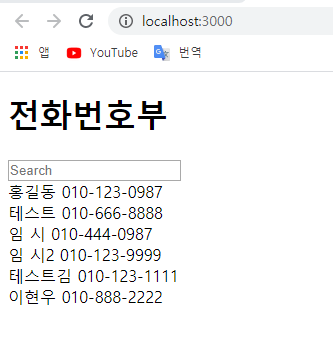 localhost:3000
앱 YouTube 번역
전화번호부
Search
홍길동 010-123-0987
테스트 010-666-8888
임 시 010-444-0987
임 시2 010-123-9999
테스트김 010-123-1111
이현우 010-888-2222